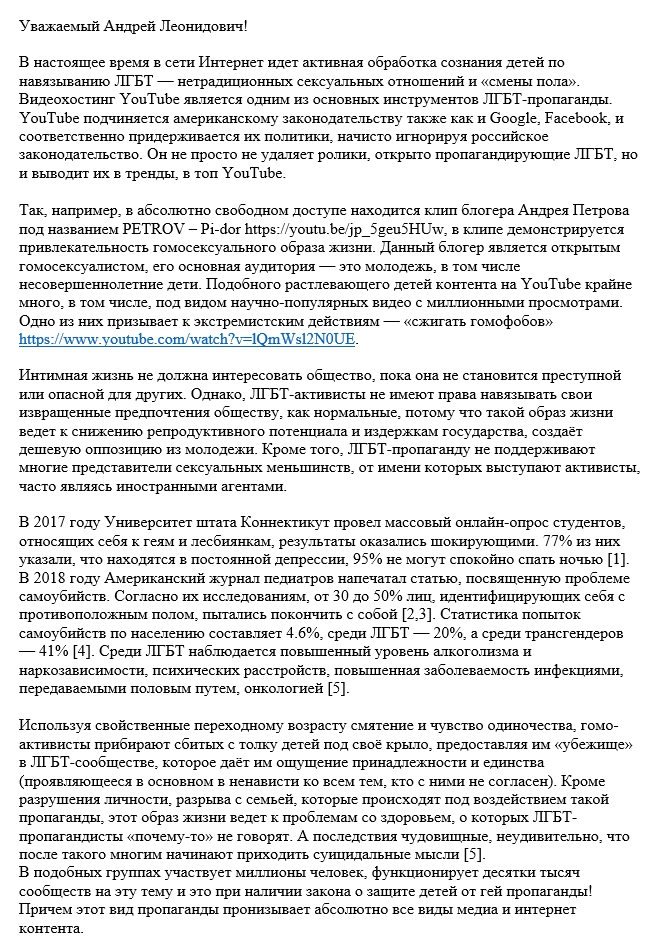 Уважаемый Андрей Леонидович!
В настоящее время в сети Интернет идет активная обработка сознания детей по
навязыванию ЛГБТ — нетрадиционных сексуальных отношений и «смены пола».
Видеохостинг YouTube является одним из основных инструментов ЛГБТ-пропаганды.
YouTube подчиняется американскому законодательству также как и Google, Facebook, и
соответственно придерживается их политики, начисто игнорируя российское
законодательство. Он не просто не удаляет ролики, открыто пропагандирующие ЛГБТ, но
и выводит их в тренды, в топ YouTube.
Так, например, в абсолютно свободном доступе находится клип блогера Андрея Петрова
под названием PETROV – Pi-dor https://youtu.be/jp_5geu5HUw, в клипе демонстрируется
привлекательность гомосексуального образа жизни. Данный блогер является открытым
гомосексуалистом, его основная аудитория — это молодежь, в том числе
несовершеннолетние дети. Подобного растлевающего детей контента на YouTube крайне
много, в том числе, под видом научно-популярных видео с миллионными просмотрами.
Одно из них призывает к экстремистским действиям — «сжигать гомофобов»
https://www.youtube.com/watch?v=lQmWsl2N0UE.
Интимная жизнь не должна интересовать общество, пока она не становится преступной
или опасной для других. Однако, ЛГБТ-активисты не имеют права навязывать свои
извращенные предпочтения обществу, как нормальные, потому что такой образ жизни
ведет к снижению репродуктивного потенциала и издержкам государства, создаёт
дешевую оппозицию из молодежи. Кроме того, ЛГБТ-пропаганду не поддерживают
многие представители сексуальных меньшинств, от имени которых выступают активисты,
часто являясь иностранными агентами.
В 2017 году Университет штата Коннектикут провел массовый онлайн-опрос студентов,
относящих себя к геям и лесбиянкам, результаты оказались шокирующими. 77% из них
указали, что находятся в постоянной депрессии, 95% не могут спокойно спать ночью [1].
В 2018 году Американский журнал педиатров напечатал статью, посвященную проблеме
самоубийств. Согласно их исследованиям, от 30 до 50% лиц, идентифицирующих себя с
противоположным полом, пытались покончить с собой [2,3]. Статистика попыток
самоубийств по населению составляет 4.6%, среди ЛГБТ — 20%, а среди трансгендеров
— 41% [4]. Среди ЛГБТ наблюдается повышенный уровень алкоголизма и
наркозависимости, психических расстройств, повышенная заболеваемость инфекциями,
передаваемыми половым путем, онкологией [5].
Используя свойственные переходному возрасту смятение и чувство одиночества, гомо-
активисты прибирают сбитых с толку детей под своё крыло, предоставляя им «убежище»
в ЛГБТ-сообществе, которое даёт им ощущение принадлежности и единства
(проявляющееся в основном в ненависти ко всем тем, кто с ними не согласен). Кроме
разрушения личности, разрыва с семьей, которые происходят под воздействием такой
пропаганды, этот образ жизни ведет к проблемам со здоровьем, о которых ЛГБТ-
пропагандисты «почему-то» не говорят. А последствия чудовищные, неудивительно, что
после такого многим начинают приходить суицидальные мысли [5].
В подобных группах участвует миллионы человек, функционирует десятки тысяч
сообществ на эту тему и это при наличии закона о защите детей от гей пропаганды!
Причем этот вид пропаганды пронизывает абсолютно все виды медиа и интернет
контента.